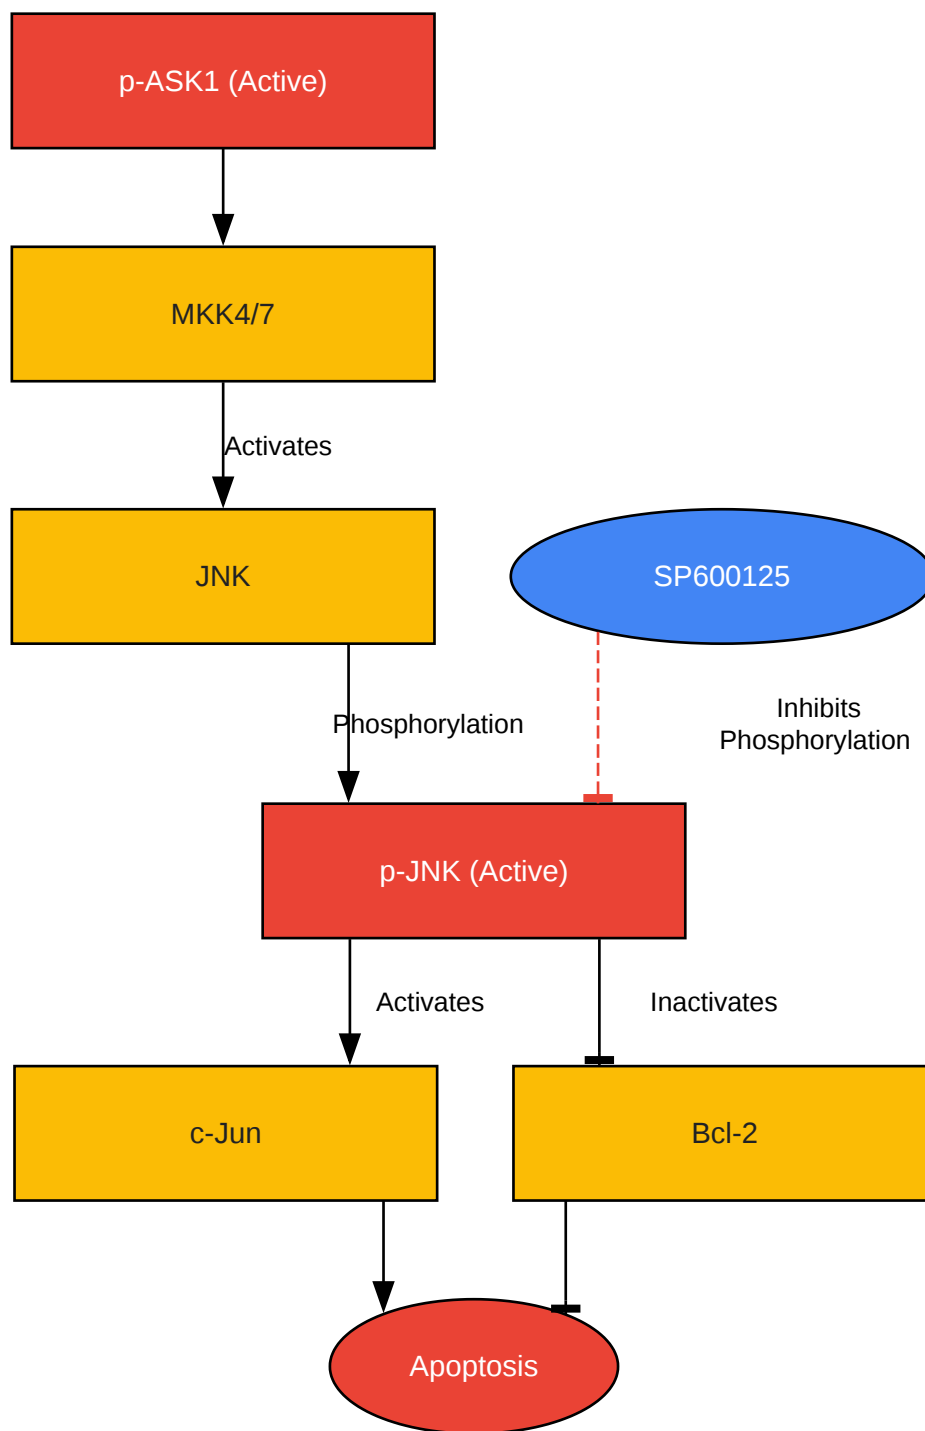 p-ASK1 (Active)
MKK4/7
Activates
JNK
SP600125
Phosphorylation
Inhibits
Phosphorylation
p-JNK (Active)
Activates
Inactivates
c-Jun
Bcl-2
Apoptosis